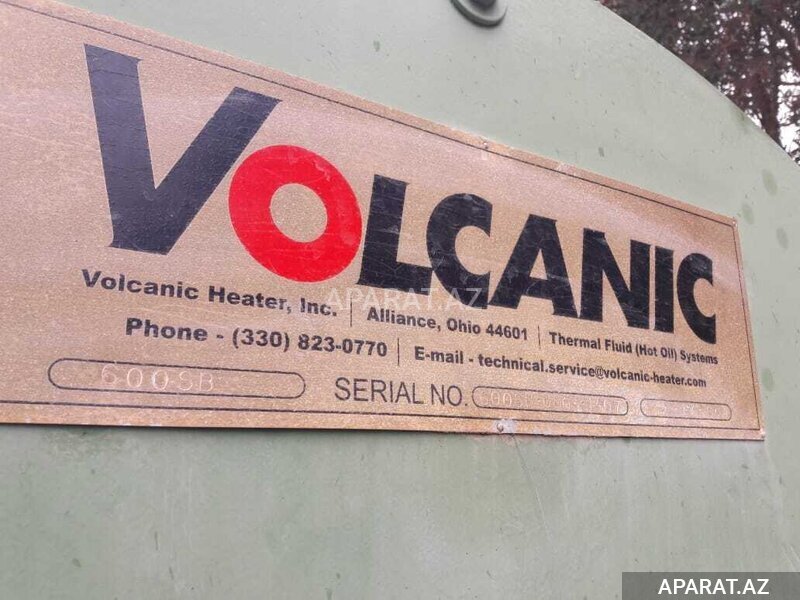 VOLCANIC
Volcanic Heater, Inc. | Alliance, Ohio 44601 | Thermal Fluid (Hot Oil) Systems
Phone - (330) 823-0770 | E-mail - technical.service@volcanic-heater.com
600SB SERIAL NO.
APARAT.AZ
APARAT.AZ